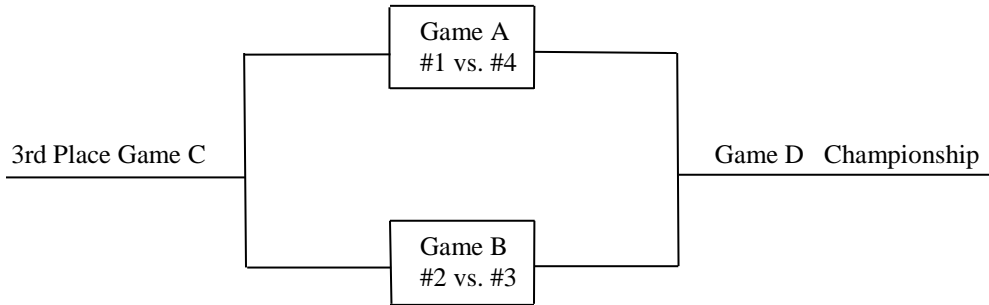 Game A
#1 vs. #4
3rd Place Game C
Game D Championship
Game B
#2 vs. #3